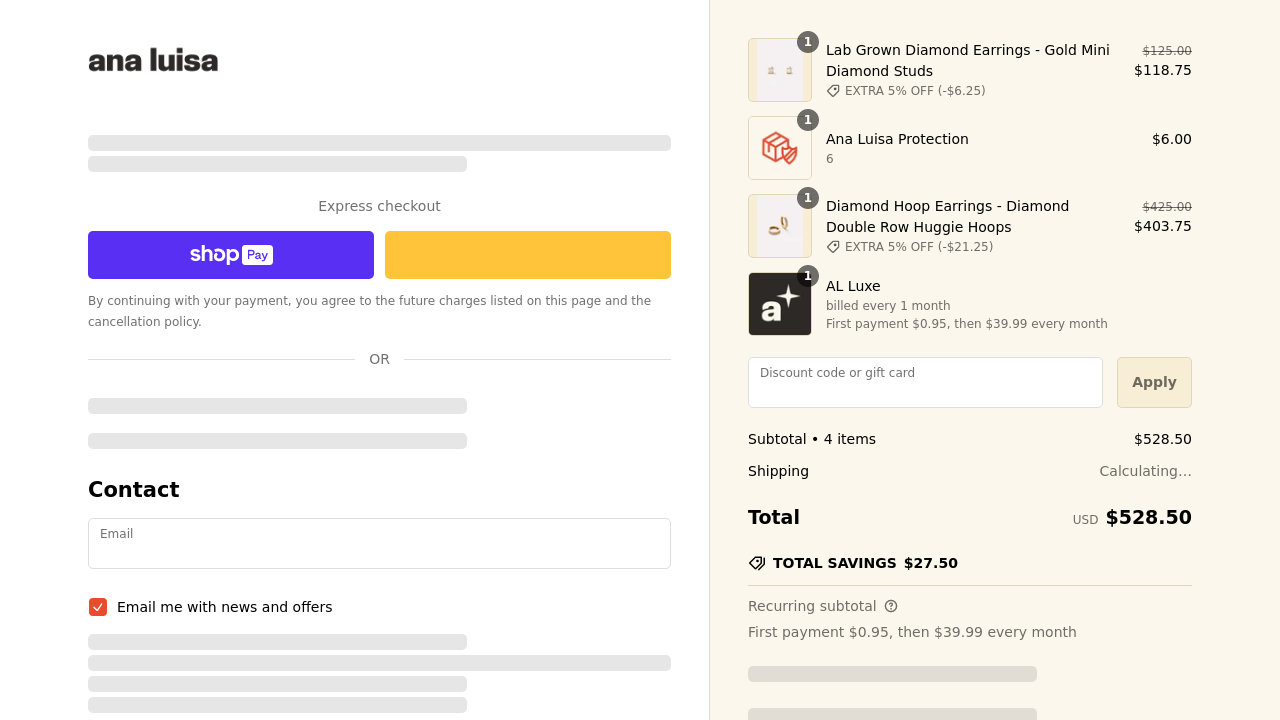 ana luisa
Express checkout
shop Pay
By continuing with your payment, you agree to the future charges listed on this page and the
cancellation policy.
OR
Contact
Email
Email me with news and offers
1
Lab Grown Diamond Earrings - Gold Mini
Diamond Studs
EXTRA 5% OFF (-$6.25)
$125.00
$118.75
1
Ana Luisa Protection
6
$6.00
1
Diamond Hoop Earrings - Diamond
Double Row Huggie Hoops
EXTRA 5% OFF (-$21.25)
$425.00
$403.75
1
a
AL Luxe
billed every 1 month
First payment $0.95, then $39.99 every month
Discount code or gift card
Apply
Subtotal • 4 items $528.50
Shipping Calculating...
Total USD $528.50
TOTAL SAVINGS $27.50
Recurring subtotal
First payment $0.95, then $39.99 every month